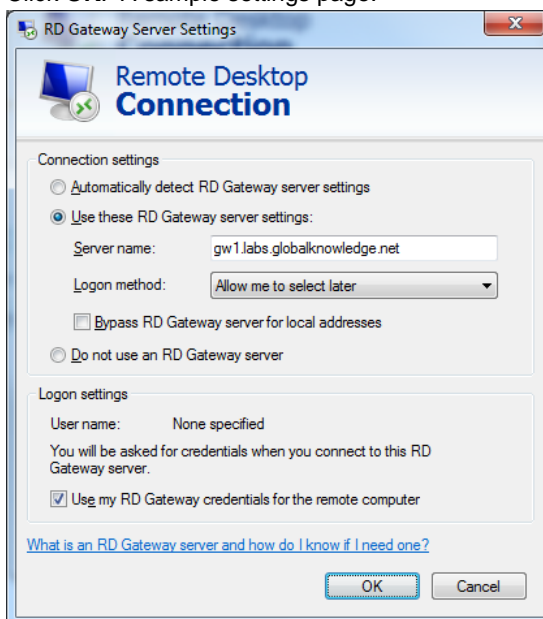 RD Gateway Server Settings
Remote Desktop
Connection
Connection settings
Automatically detect RD Gateway server settings
Use these RD Gateway server settings:
Server name: gw1.labs.globalknowledge.net
Logon method: Allow me to select later
Bypass RD Gateway server for local addresses
Do not use an RD Gateway server
Logon settings
User name: None specified
You will be asked for credentials when you connect to this RD
Gateway server.
Use my RD Gateway credentials for the remote computer
What is an RD Gateway server and how do I know if I need one?
OK Cancel